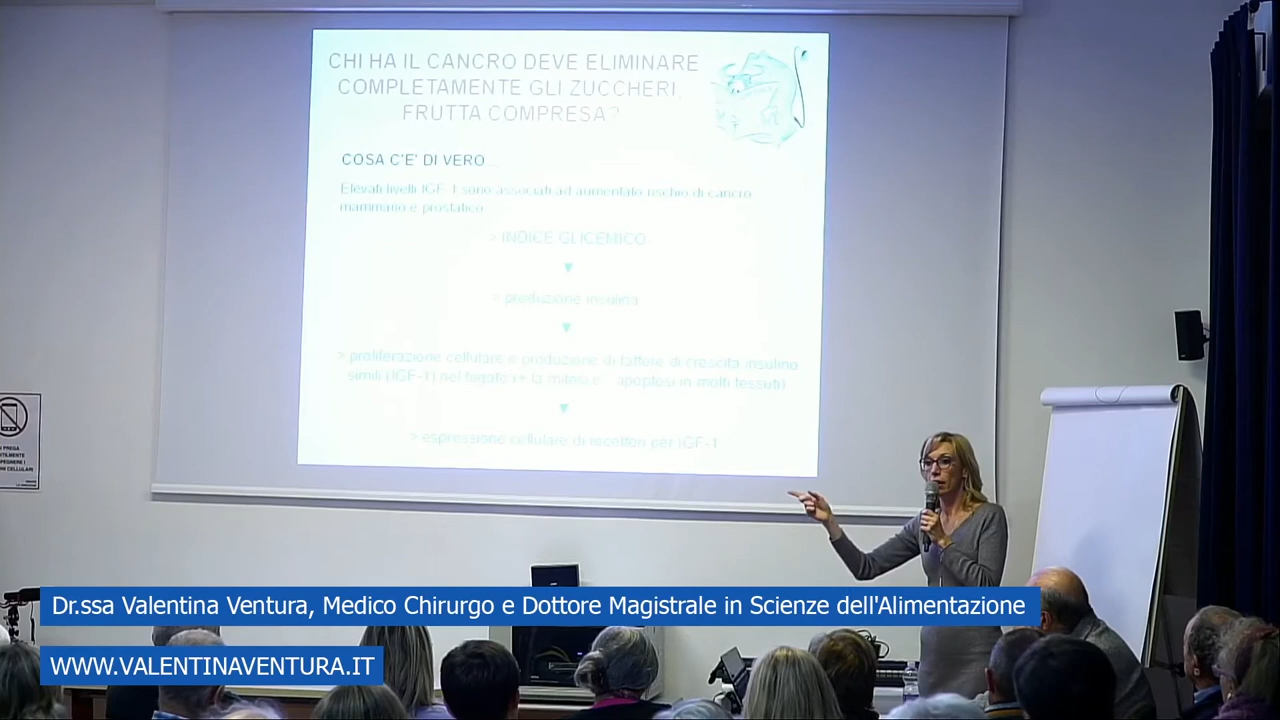 CHI HA IL CANCRO DEVE ELIMINARE
COMPLETAMENTE GLI ZUCCHERI,
FRUTTA COMPRESA?
COSA C'E' DI VERO...
Elevati livelli IGF-1 sono associati ad aumentato rischio di cancro
mammario e prostatico
> INDICE GLICEMICO
> produzione insulina
> proliferazione cellulare e produzione di fattore di crescita insulino
simili (IGF-1) nel fegato (+ la mitosi e - apoptosi in molti tessuti)
> espressione cellulare di recettori per IGF-1
PREGA
SPEGNERE I
CELLULARI
Dr.ssa Valentina Ventura, Medico Chirurgo e Dottore Magistrale in Scienze dell'Alimentazione
WWW.VALENTINAVENTURA.IT